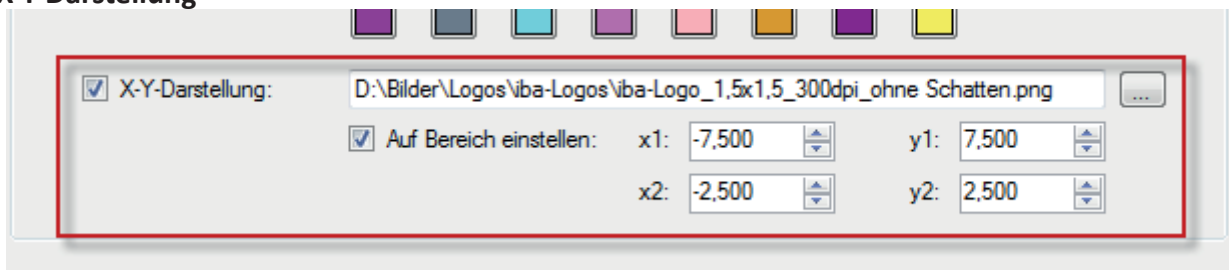 X-Y-Darstellung
X-Y-Darstellung: D:\Bilder\Logos\iba-Logos\iba-Logo_1,5x1,5_300dpi_ohne Schatten.png ...
Auf Bereich einstellen: x1: -7,500 y1: 7,500
x2: -2,500 y2: 2,500